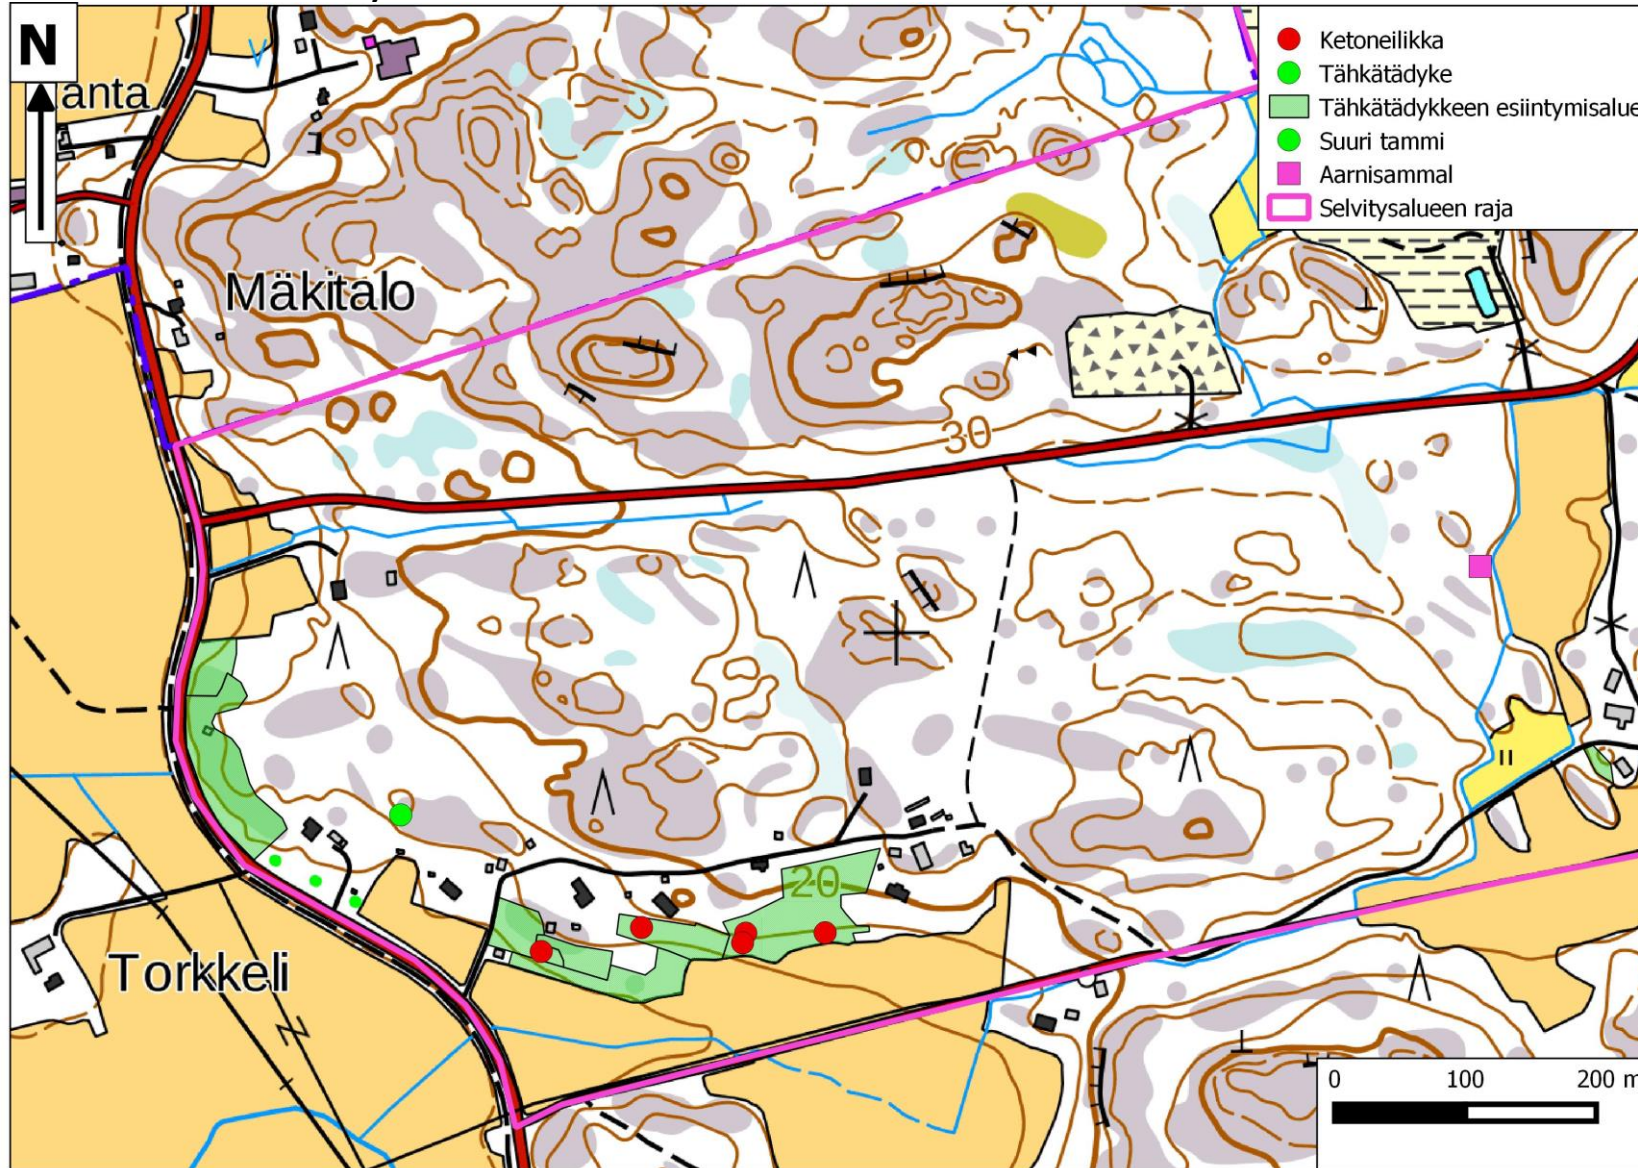 N
anta
Ketoneilikka
Tähkätädyke
Tähkätädykkeen esiintymisalue
Suuri tammi
Aarnisammal
Selvitysalueen raja
Mäkitalo
30
20
Torkkeli
0 100 200 m